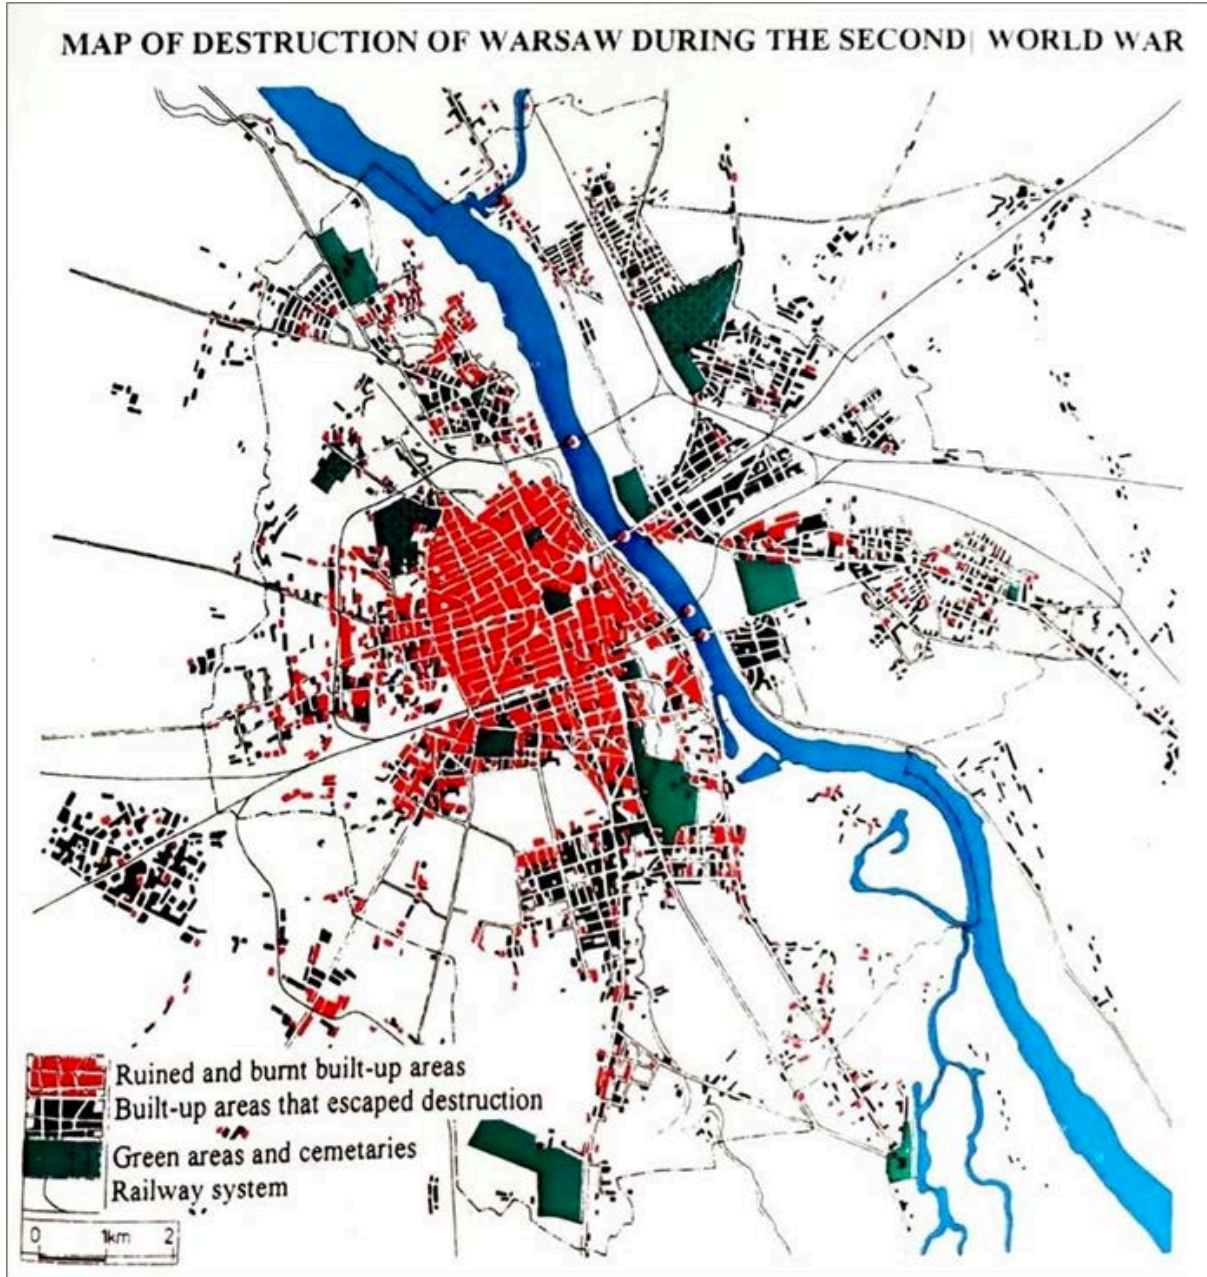 MAP OF DESTRUCTION OF WARSAW DURING THE SECOND WORLD WAR
Ruined and burnt built-up areas
Built-up areas that escaped destruction
Green areas and cemetaries
Railway system
0 1km 2